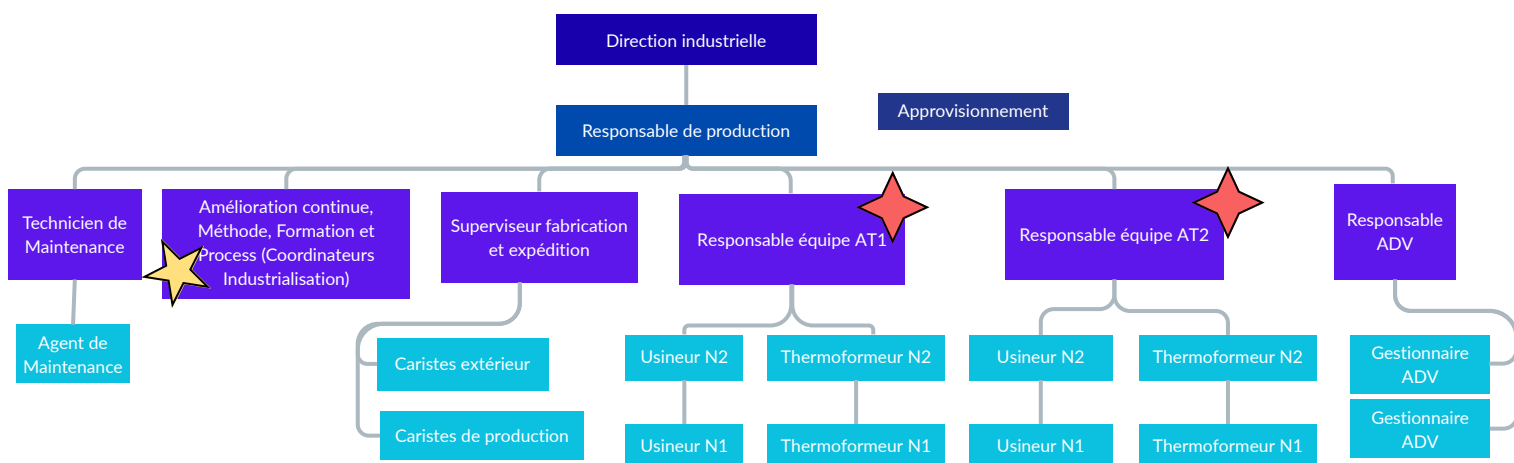 Direction industrielle
Approvisionnement
Responsable de production
Technicien de
Maintenance
Amélioration continue,
Méthode, Formation et
Process (Coordinateurs
Industrialisation)
Superviseur fabrication
et expédition
Responsable équipe AT1
Responsable équipe AT2
Responsable
ADV
Agent de
Maintenance
Caristes extérieur
Caristes de production
Usineur N2
Thermoformeur N2
Usineur N2
Thermoformeur N2
Gestionnaire
ADV
Usineur N1
Thermoformeur N1
Usineur N1
Thermoformeur N1
Gestionnaire
ADV